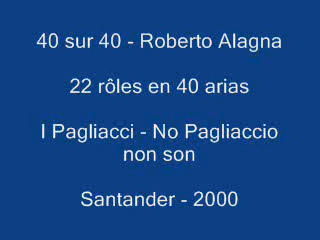 40 sur 40 - Roberto Alagna
22 rôles en 40 arias
I Pagliacci - No Pagliaccio
non son
Santander - 2000